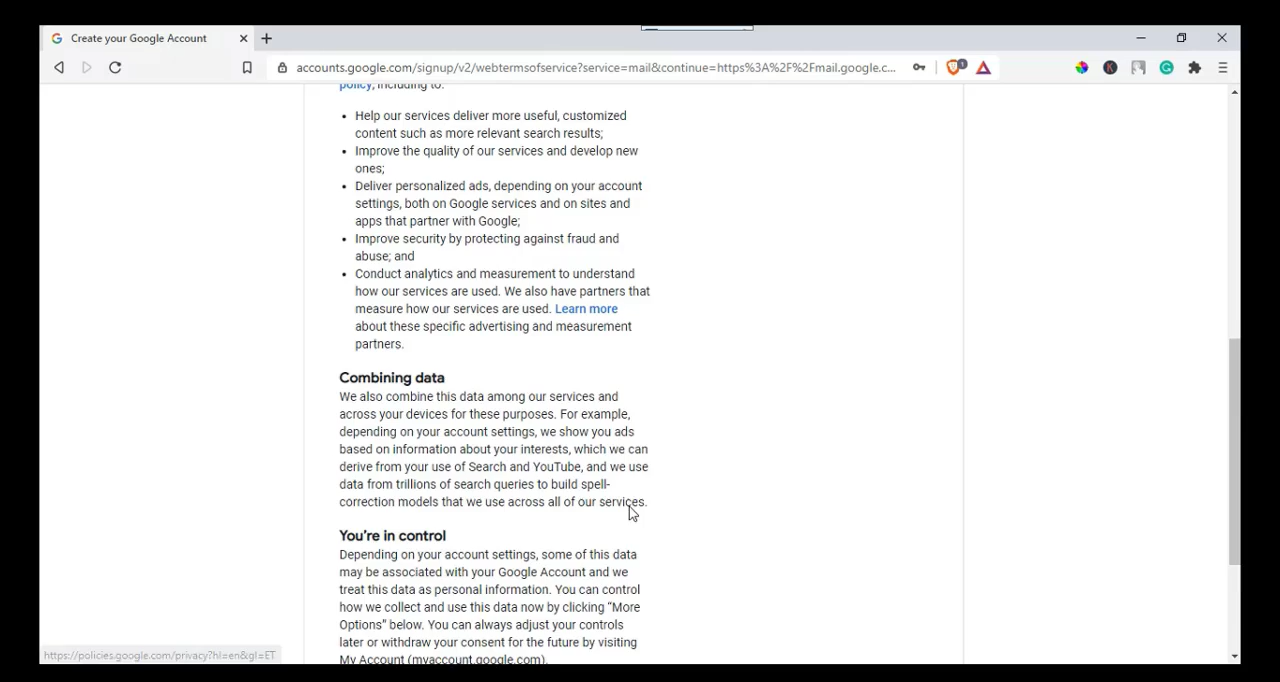 Create your Google Account
accounts.google.com/signup/v2/webtermsofservice?service=mail&continue=https%3A%2F%2Fmail.google.c...
policy, including to:
• Help our services deliver more useful, customized
content such as more relevant search results;
• Improve the quality of our services and develop new
ones;
• Deliver personalized ads, depending on your account
settings, both on Google services and on sites and
apps that partner with Google;
• Improve security by protecting against fraud and
abuse; and
• Conduct analytics and measurement to understand
how our services are used. We also have partners that
measure how our services are used. Learn more
about these specific advertising and measurement
partners.
Combining data
We also combine this data among our services and
across your devices for these purposes. For example,
depending on your account settings, we show you ads
based on information about your interests, which we can
derive from your use of Search and YouTube, and we use
data from trillions of search queries to build spell-
correction models that we use across all of our services.
You're in control
Depending on your account settings, some of this data
may be associated with your Google Account and we
treat this data as personal information. You can control
how we collect and use this data now by clicking “More
Options” below. You can always adjust your controls
later or withdraw your consent for the future by visiting
My Account (myaccount.google.com).
https://policies.google.com/privacy?hl=en&gl=ET